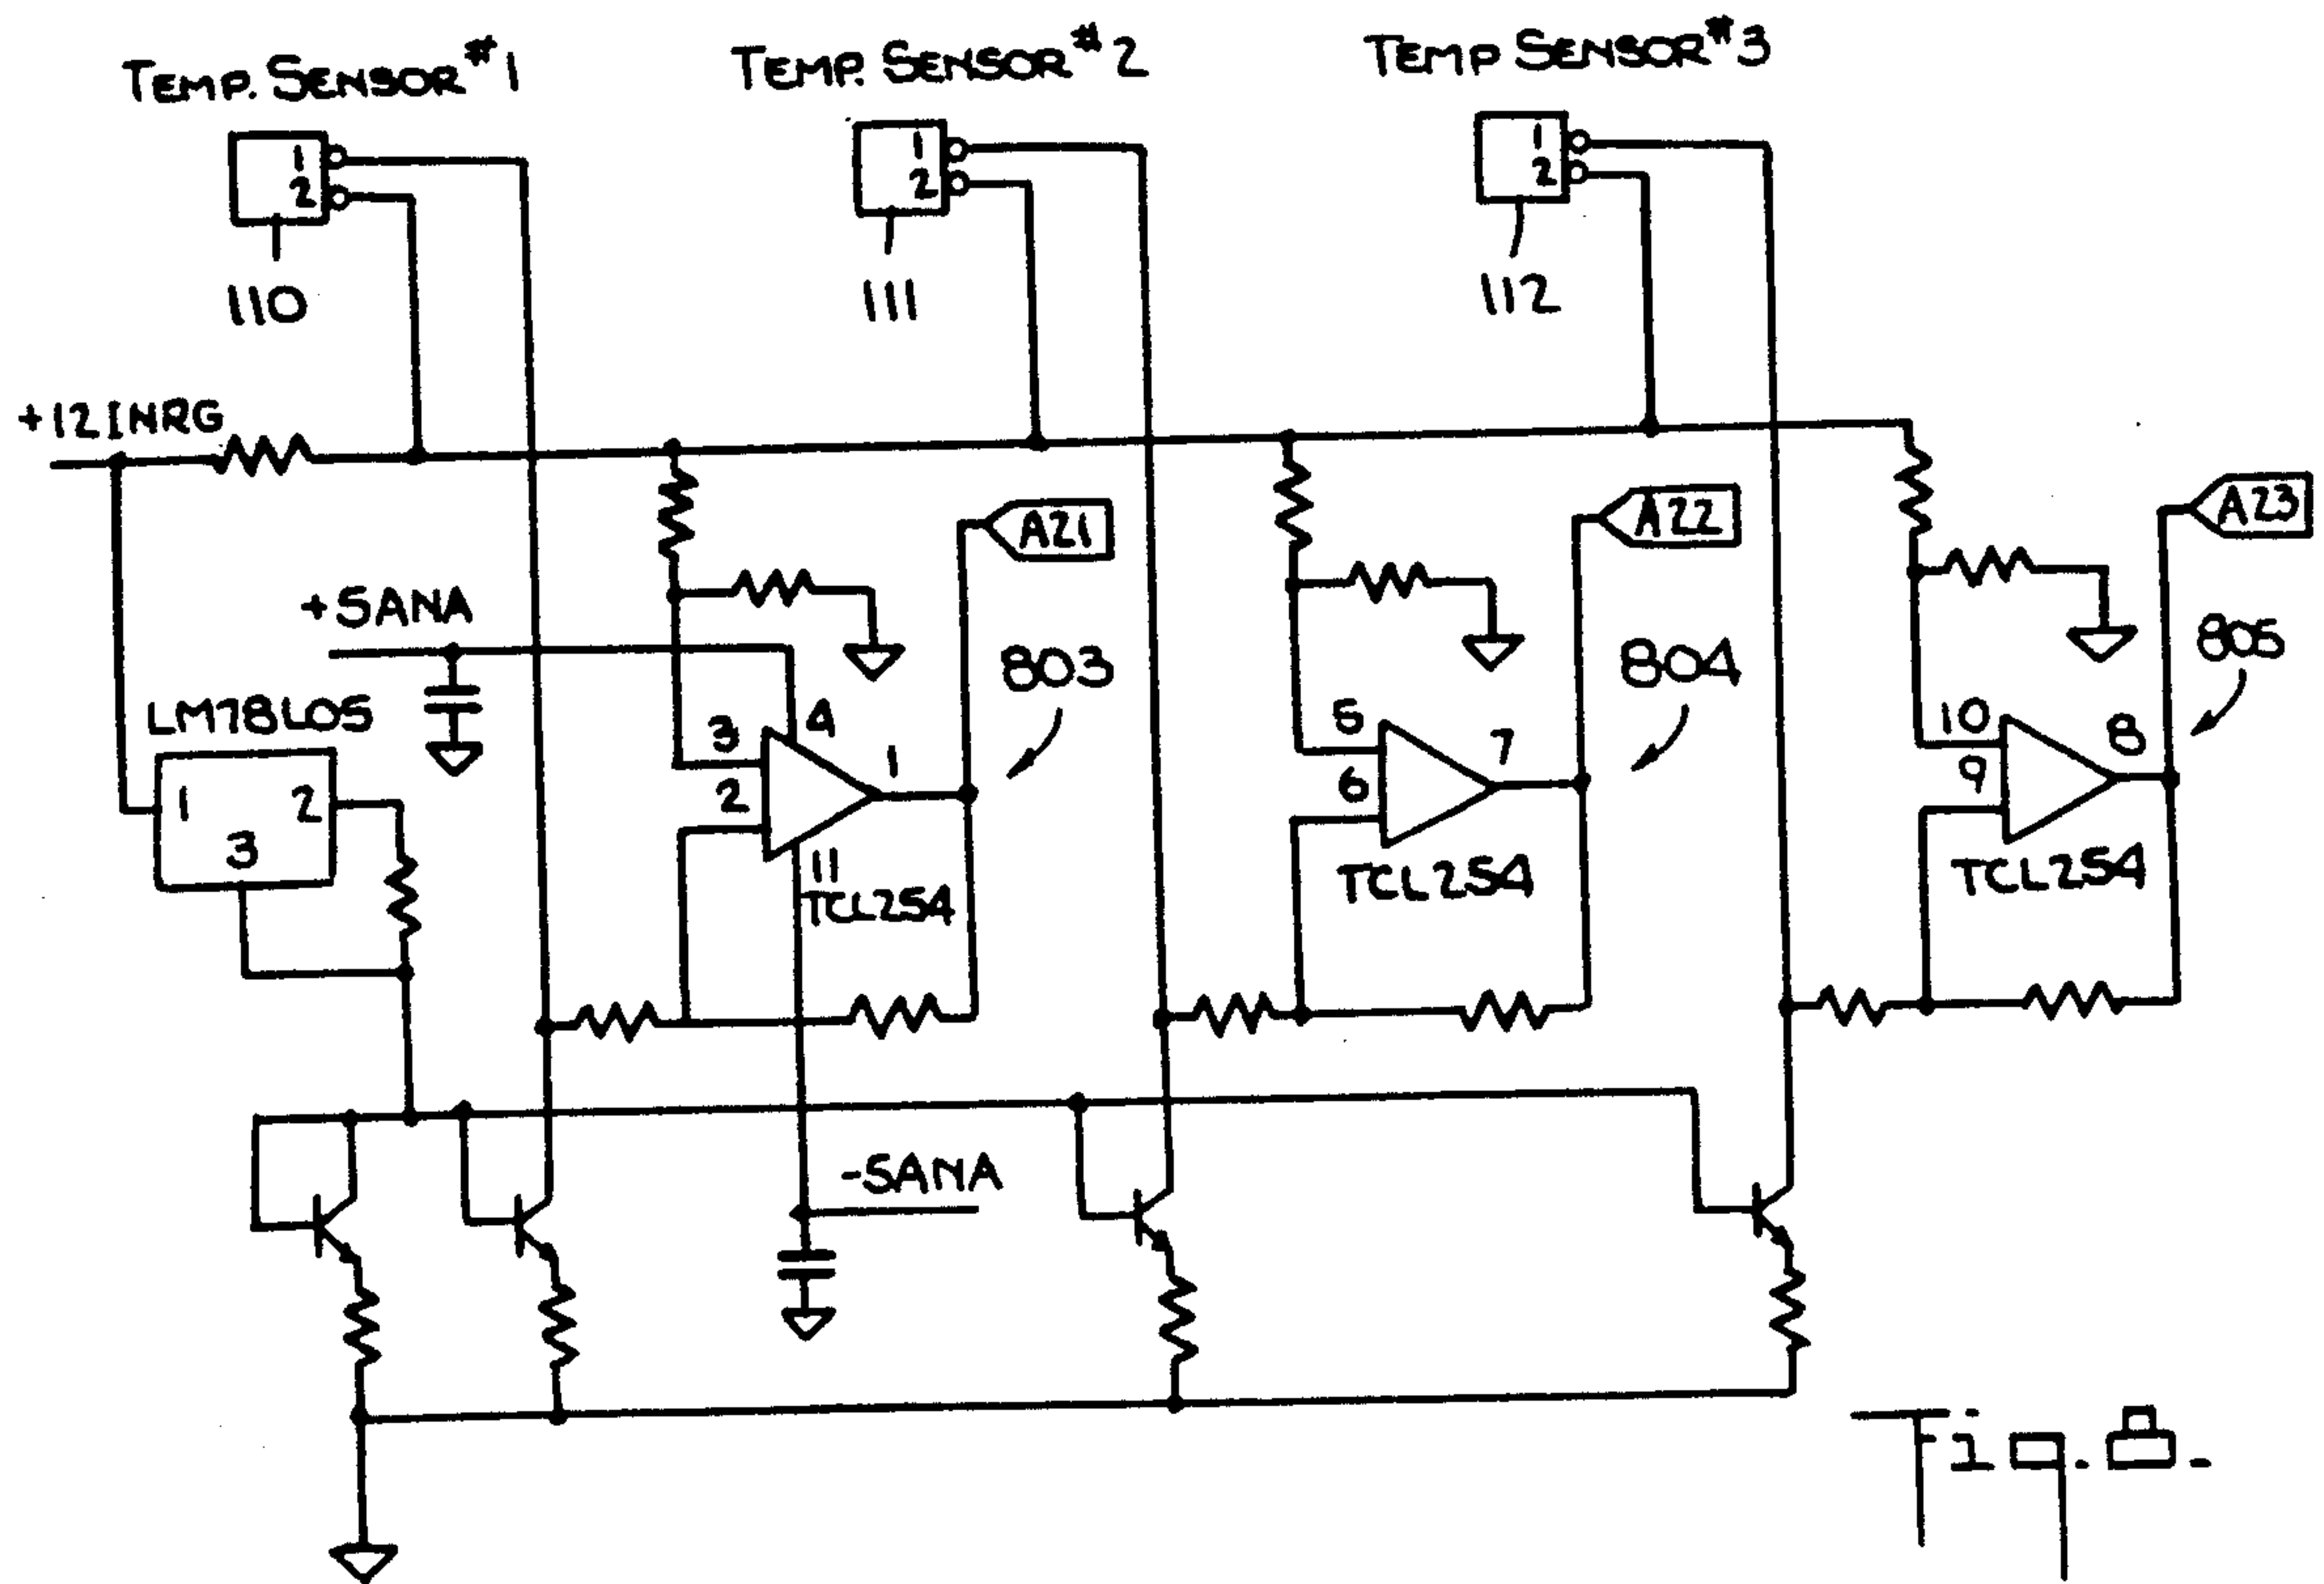 TEMP. SENSOR #1
TEMP. SENSOR #2
TEMP SENSOR #3
1
2
1
2
1
2
110
111
112
+12INRG
A21
A22
A23
+5ANA
803
804
805
LM78L05
1
2
3
3
4
2
1
11
TCL254
5
6
7
TCL254
10
9
8
TCL254
-5ANA
Fig. 8.